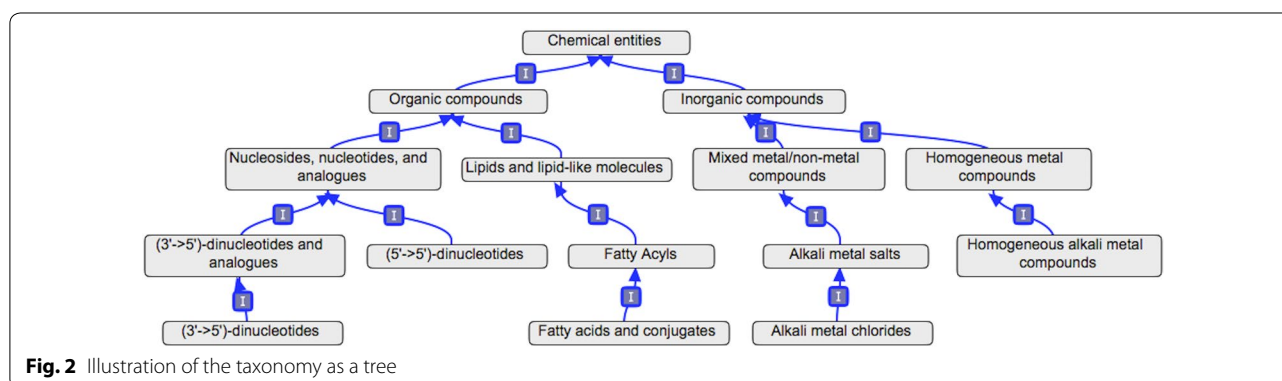 Chemical entities
I I
Organic compounds Inorganic compounds
I I I I
Nucleosides, nucleotides, and
analogues
Lipids and lipid-like molecules
Mixed metal/non-metal
compounds
Homogeneous metal
compounds
I I I I I
(3'->5')-dinucleotides and
analogues
(5'->5')-dinucleotides
Fatty Acyls
Alkali metal salts
Homogeneous alkali metal
compounds
I I I
(3'->5')-dinucleotides Fatty acids and conjugates Alkali metal chlorides
Fig. 2 Illustration of the taxonomy as a tree